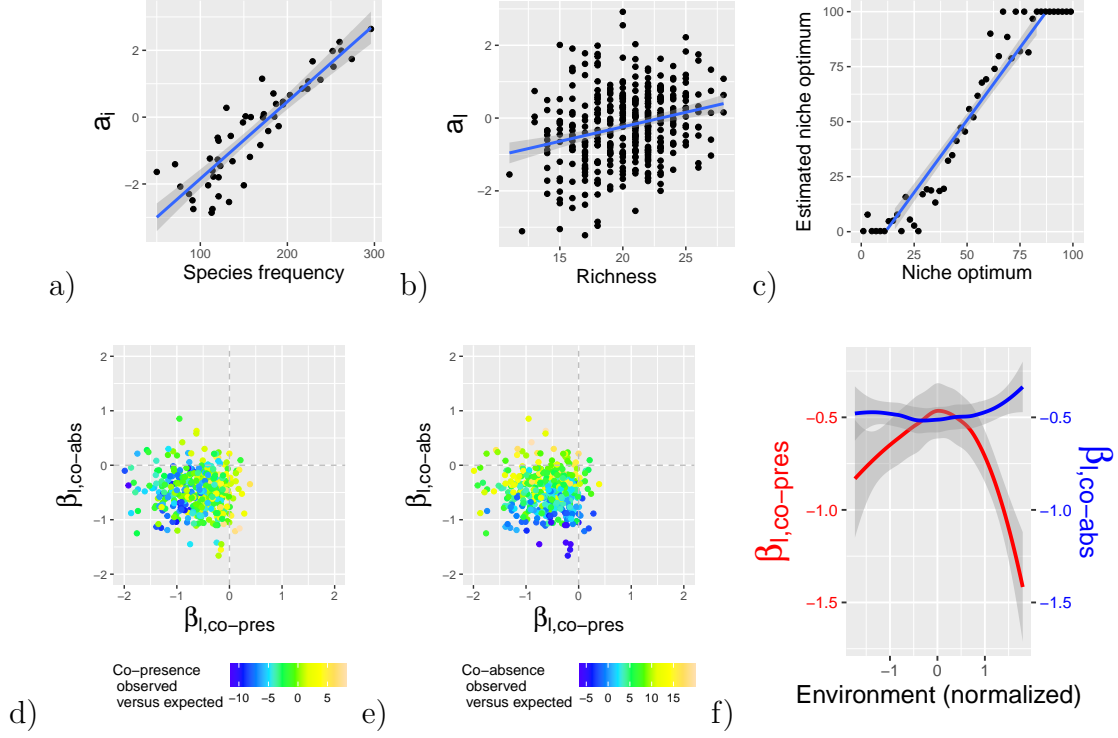 2
0
−2
a_i
100
200
300
Species frequency
a)
2
0
−2
a_l
15
20
25
Richness
b)
100
75
50
25
0
Estimated niche optimum
0
25
50
75
100
Niche optimum
c)
2
1
0
−1
−2
β_l,co−abs
−2
−1
0
1
2
β_l,co−pres
Co−presence
observed
versus expected
−10
−5
0
5
d)
2
1
0
−1
−2
β_l,co−abs
−2
−1
0
1
2
β_l,co−pres
Co−absence
observed
versus expected
−5
0
5
10
15
e)
−0.5
−1.0
−1.5
β_l,co−pres
−0.5
−1.0
−1.5
β_l,co−abs
−1
0
1
Environment (normalized)
f)